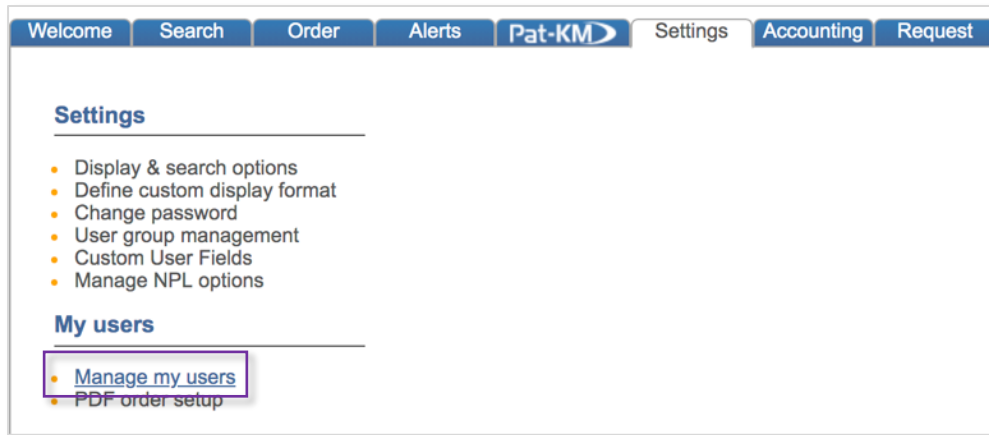 Welcome Search Order Alerts Pat-KM Settings Accounting Request
Settings
Display & search options
Define custom display format
Change password
User group management
Custom User Fields
Manage NPL options
My users
Manage my users
PDF order setup